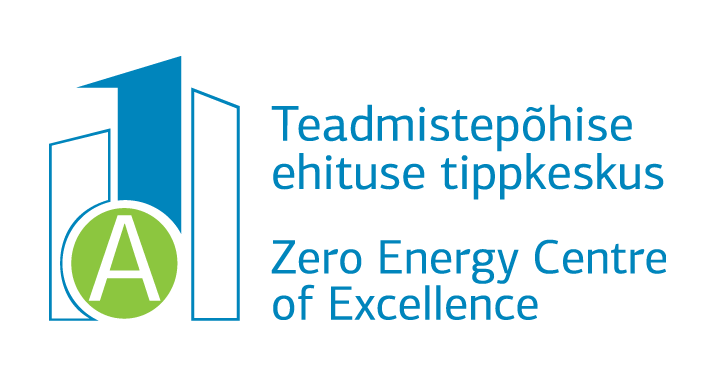 A
Teadmistepõhise
ehituse tippkeskus
Zero Energy Centre
of Excellence